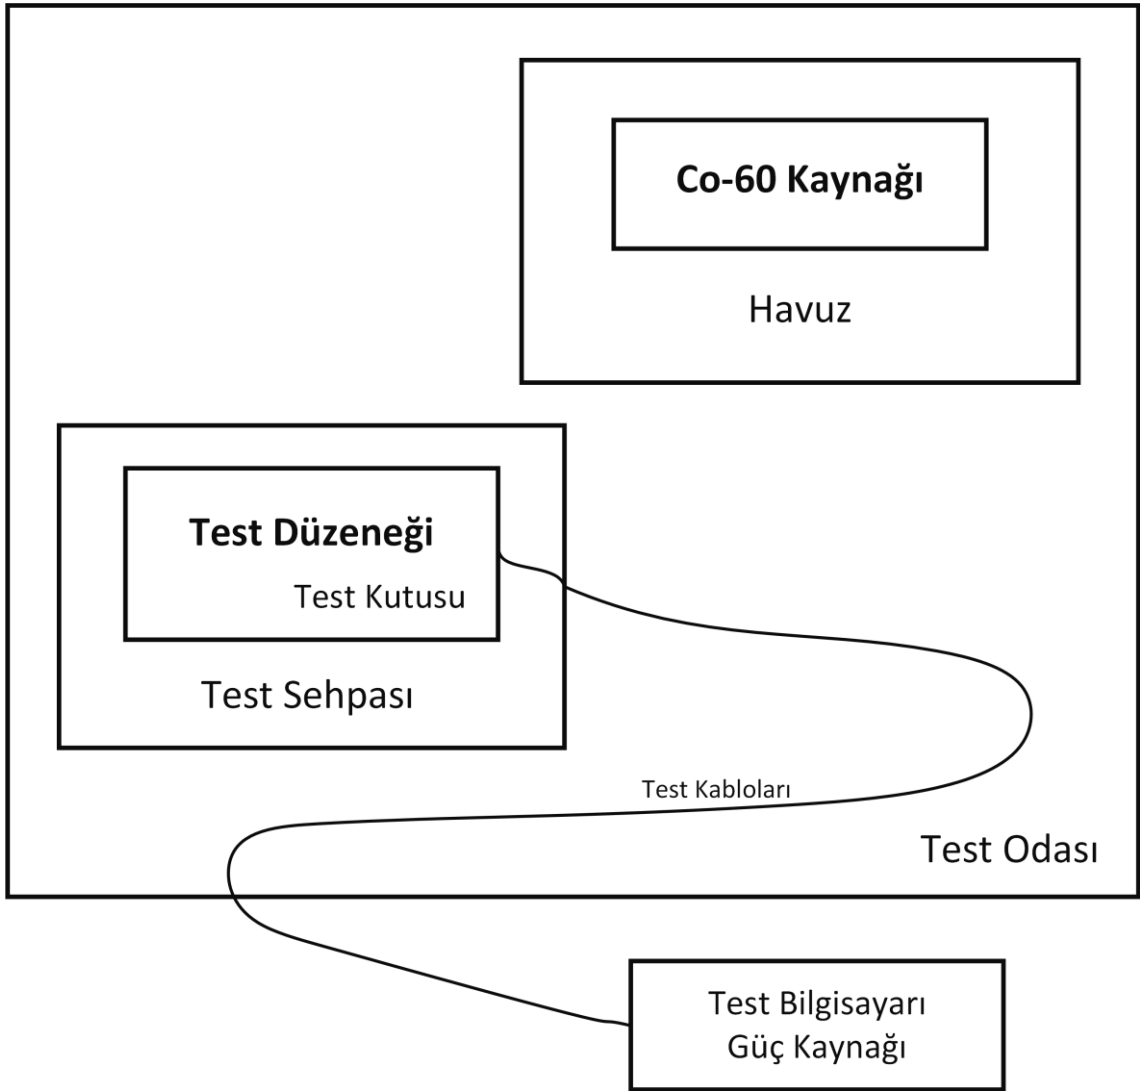 Co-60 Kaynağı
Havuz
Test Düzeneği
Test Kutusu
Test Sehpası
Test Kabloları
Test Odası
Test Bilgisayarı
Güç Kaynağı